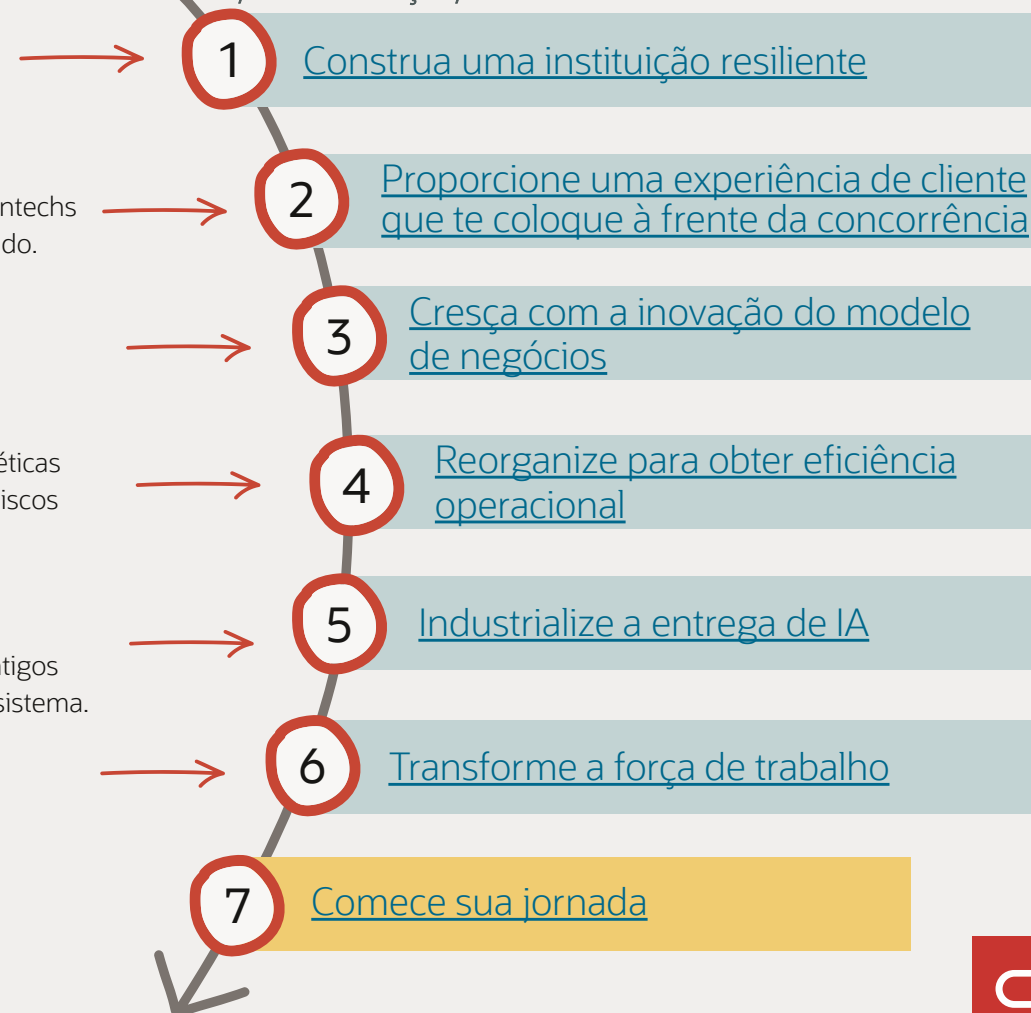 1
Construa uma instituição resiliente
2
Proporcione uma experiência de cliente
que te coloque à frente da concorrência
ntechs
do.
3
Cresça com a inovação do modelo
de negócios
4
Reorganize para obter eficiência
operacional
éticas
iscos
5
Industrialize a entrega de IA
tigos
sistema.
6
Transforme a força de trabalho
7
Comece sua jornada